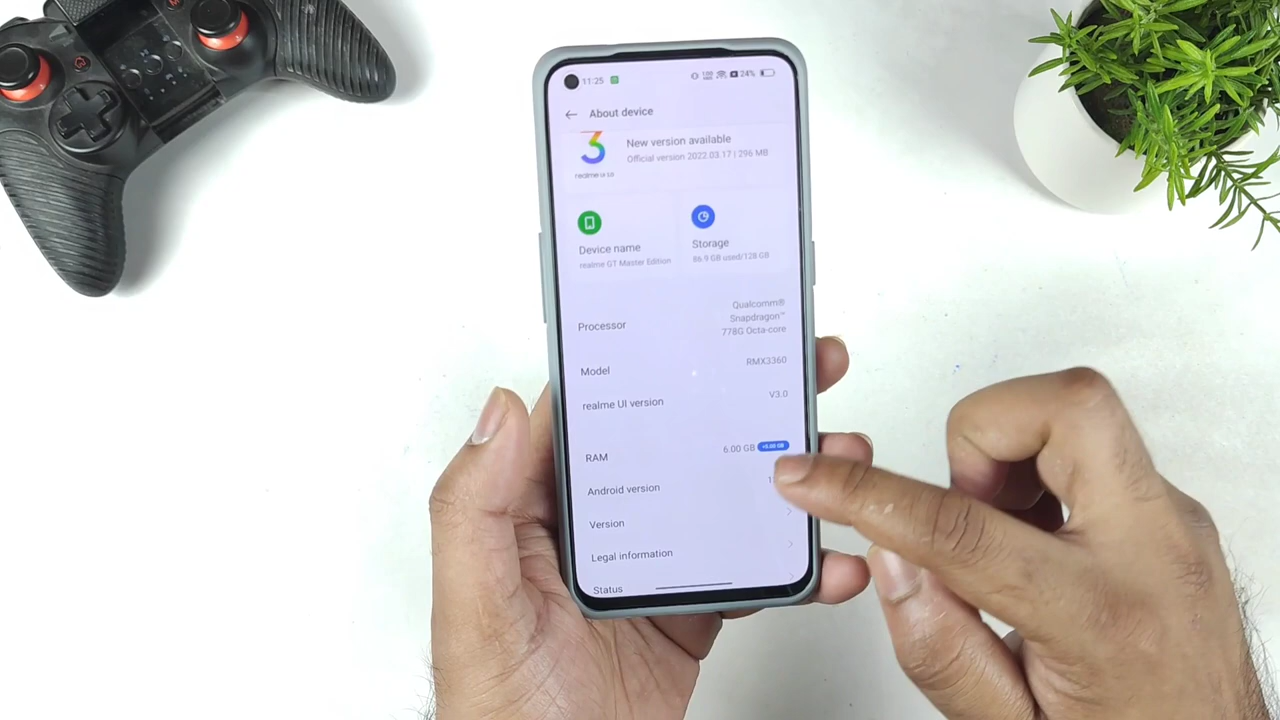 11:25
24%
About device
New version available
Official version 2022.03.17 | 296 MB
realme UI 3.0
Device name
realme GT Master Edition
Storage
86.9 GB used/128 GB
Processor
Qualcomm®
Snapdragon™
778G Octa-core
Model
RMX3360
realme UI version
V3.0
RAM
6.00 GB
Android version
Version
Legal information
Status